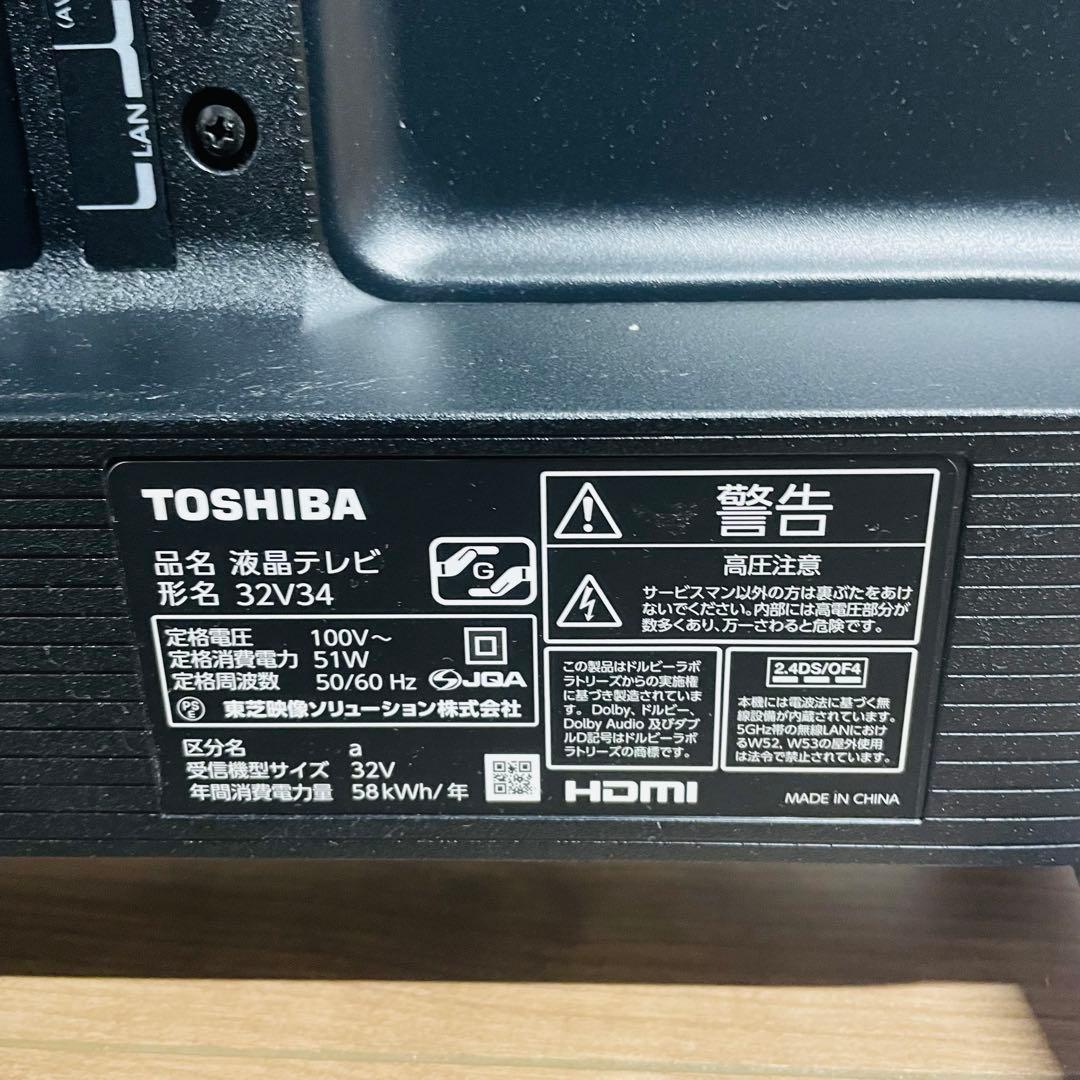 LAN
TOSHIBA
品名 液晶テレビ
形名 32V34
G
定格電圧 100V～
定格消費電力 51W
定格周波数 50/60 Hz
JQA
PS
E
東芝映像ソリューション株式会社
区分名 a
受信機型サイズ 32V
年間消費電力量 58kWh/年
警告
高圧注意
サービスマン以外の方は裏ぶたをあけ
ないでください。内部には高電圧部分が
数多くあり、万一さわると危険です。
この製品はドルビーラボ
ラトリーズからの実施権
に基づき製造されていま
す。Dolby、ドルビー、
Dolby Audio 及びダブ
ルD記号はドルビーラボ
ラトリーズの商標です。
2.4DS/OF4
本機には電波法に基づく無
線設備が内蔵されています。
5GHz帯の無線LANにおけ
るW52, W53の屋外使用
は法令で禁止されています。
HDMI
MADE IN CHINA